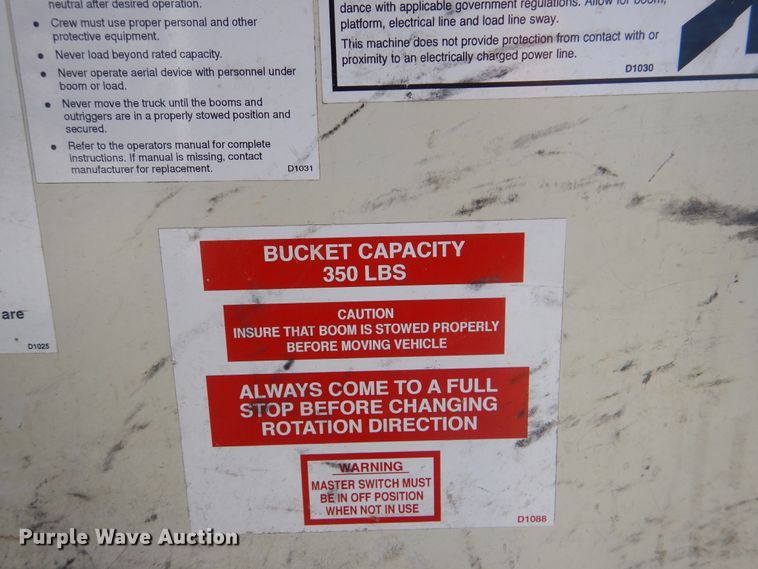 neutral after desired operation.
• Crew must use proper personal and other
protective equipment.
• Never load beyond rated capacity.
• Never operate aerial device with personnel under
boom or load.
• Never move the truck until the booms and
outriggers are in a properly stowed position and
secured.
• Refer to the operators manual for complete
instructions. If manual is missing, contact
manufacturer for replacement.
D1031
dance with applicable government regulations. Allow for boom,
platform, electrical line and load line sway.
This machine does not provide protection from contact with or
proximity to an electrically charged power line.
D1030
are
D1025
BUCKET CAPACITY
350 LBS
CAUTION
INSURE THAT BOOM IS STOWED PROPERLY
BEFORE MOVING VEHICLE
ALWAYS COME TO A FULL
STOP BEFORE CHANGING
ROTATION DIRECTION
WARNING
MASTER SWITCH MUST
BE IN OFF POSITION
WHEN NOT IN USE
D1088
Purple Wave Auction